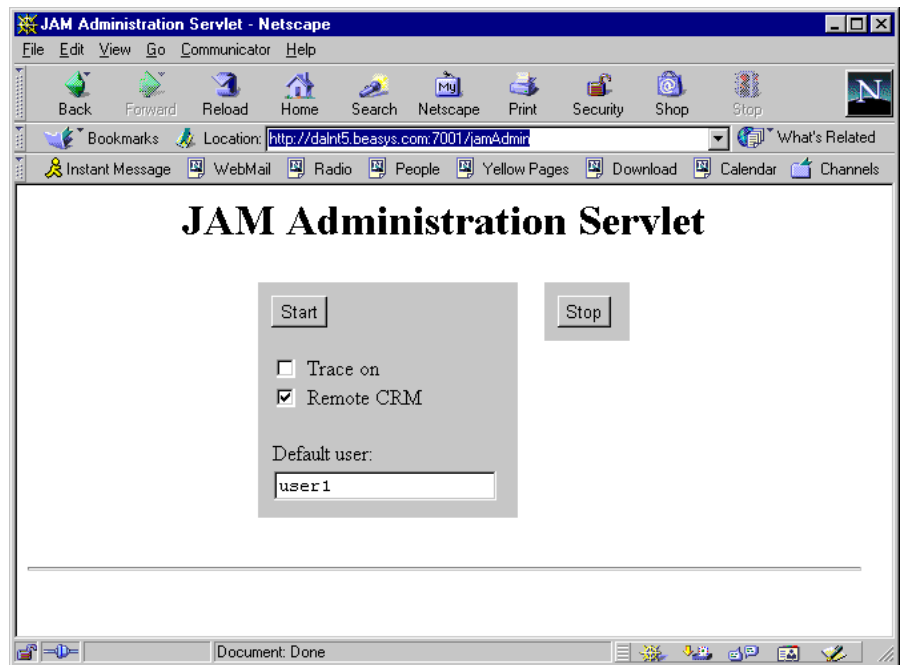 JAM Administration Servlet - Netscape
File Edit View Go Communicator Help
Back Forward Reload Home Search Netscape Print Security Shop Stop
My
N
Bookmarks Location: http://dalnt5.beasys.com:7001/jamAdmin What's Related
Instant Message WebMail Radio People Yellow Pages Download Calendar Channels
JAM Administration Servlet
Start Stop
Trace on
Remote CRM
Default user:
user1
Document: Done